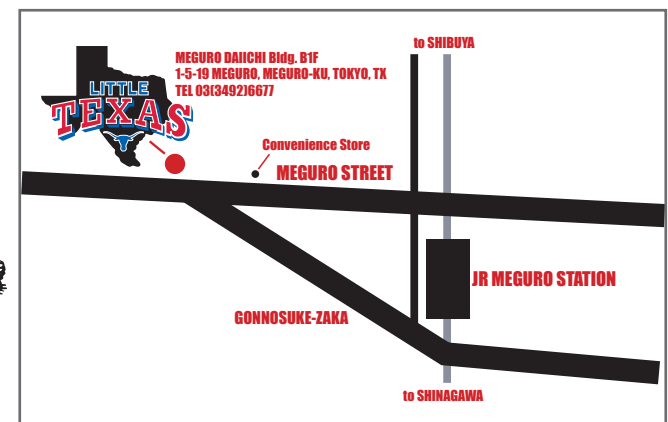 to SHIBUYA
MEGURO DAIICHI Bldg. B1F
1-5-19 MEGURO, MEGURO-KU, TOKYO, TX
TEL 03(3492)6677
LITTLE
TEXAS
Convenience Store
MEGURO STREET
JR MEGURO STATION
GONNOSUKE-ZAKA
to SHINAGAWA